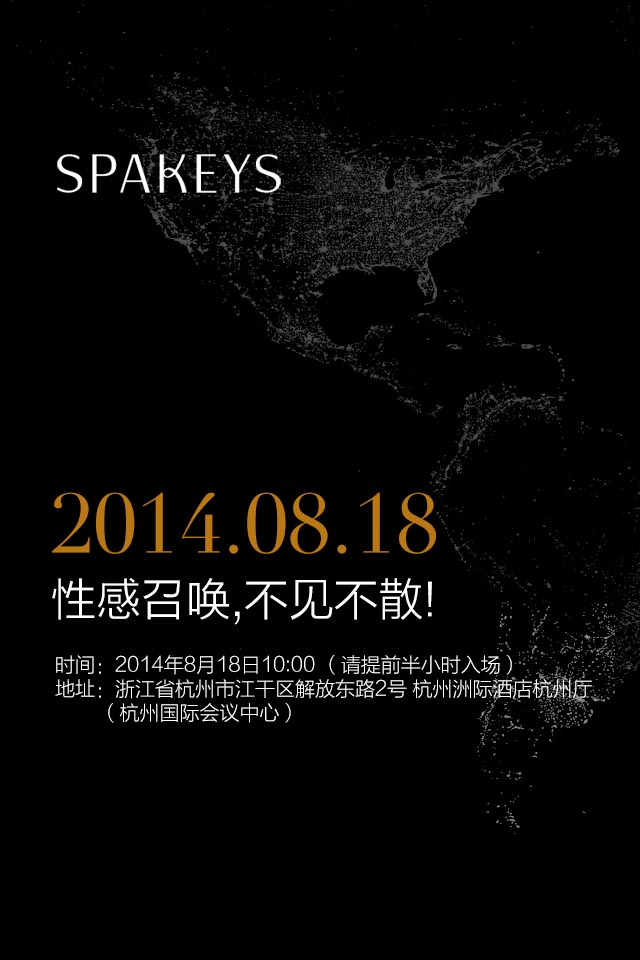 SPAKEYS
2014.08.18
性感召唤,不见不散!
时间：2014年8月18日10:00（请提前半小时入场）
地址：浙江省杭州市江干区解放东路2号 杭州洲际酒店杭州厅
（杭州国际会议中心）